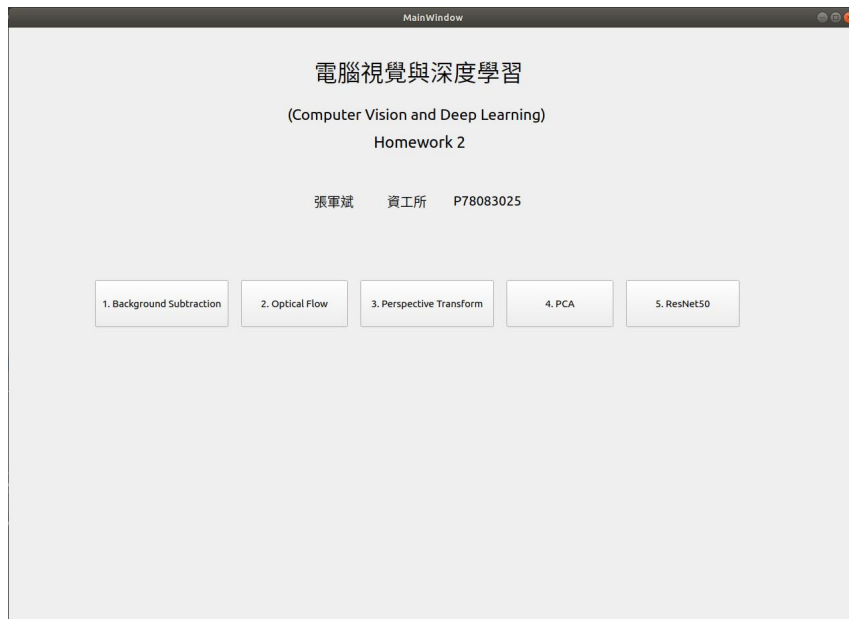 MainWindow
電腦視覺與深度學習
(Computer Vision and Deep Learning)
Homework 2
張軍斌 資工所 P78083025
1. Background Subtraction 2. Optical Flow 3. Perspective Transform 4. PCA 5. ResNet50